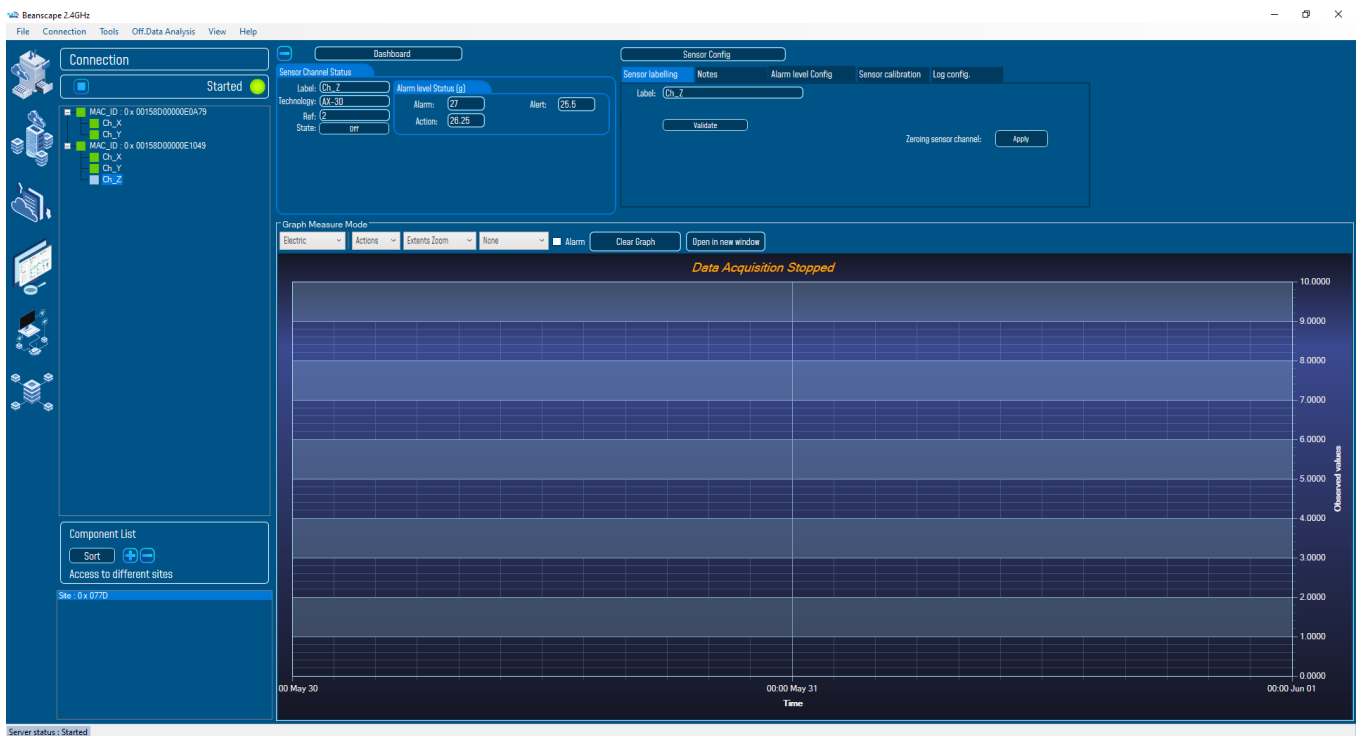 Beanscape 2.4GHz
File Connection Tools Off.Data Analysis View Help
Connection
Started
MAC_ID : 0 x 00158D00000E0A79
Ch_X
Ch_Y
MAC_ID : 0 x 00158D00000E1049
Ch_X
Ch_Y
Ch_Z
Component List
Sort
Access to different sites
Site : 0 x 077D
Dashboard
Sensor Channel Status
Label: Ch_Z
Technology: AX-3D
Ref: 2
State: Off
Alarm level Status (g)
Alarm: 27 Alert: 25.5
Action: 26.25
Sensor Config
Sensor labelling Notes Alarm level Config Sensor calibration Log config.
Label: Ch_Z
Validate
Zeroing sensor channel: Apply
Graph Measure Mode
Electric Actions Extents Zoom None Alarm Clear Graph Open in new window
Data Acquisition Stopped
10.0000
9.0000
8.0000
7.0000
6.0000
5.0000
4.0000
3.0000
2.0000
1.0000
0.0000
Observed values
00 May 30 00:00 May 31 00:00 Jun 01
Time
Server status : Started